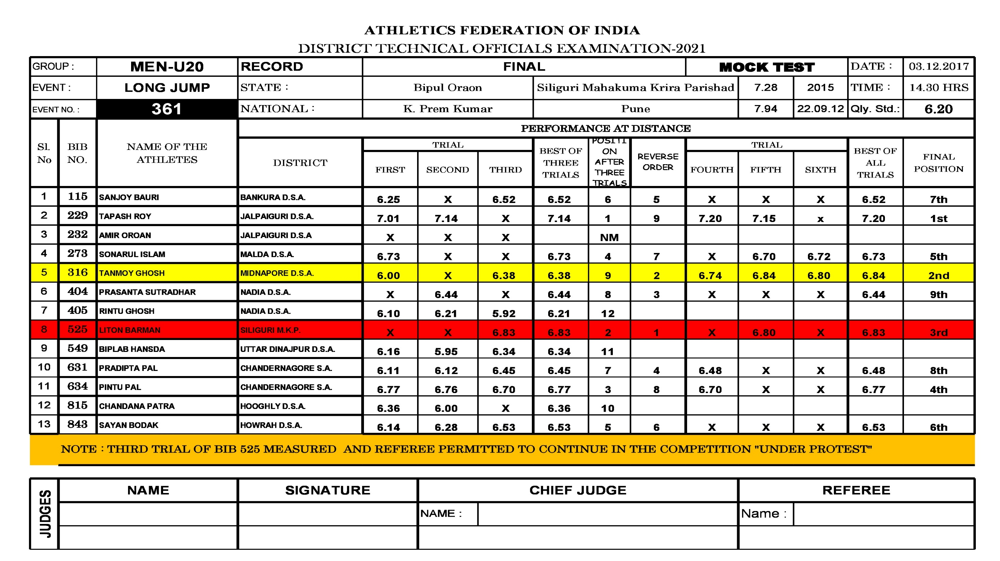 ATHLETICS FEDERATION OF INDIA
DISTRICT TECHNICAL OFFICIALS EXAMINATION-2021
GROUP : MEN-U20 RECORD FINAL MOCK TEST DATE : 03.12.2017
EVENT : LONG JUMP STATE : Bipul Oraon Siliguri Mahakuma Krira Parishad 7.28 2015 TIME : 14.30 HRS
EVENT NO. : 361 NATIONAL : K. Prem Kumar Pune 7.94 22.09.12 Qly. Std.: 6.20
PERFORMANCE AT DISTANCE
Sl. No BIB NO. NAME OF THE ATHLETES DISTRICT TRIAL FIRST SECOND THIRD BEST OF THREE TRIALS POSITI ON AFTER THREE TRIALS REVERSE ORDER TRIAL FOURTH FIFTH SIXTH BEST OF ALL TRIALS FINAL POSITION
1 115 SANJOY BAURI BANKURA D.S.A. 6.25 X 6.52 6.52 6 5 X X X 6.52 7th
2 229 TAPASH ROY JALPAIGURI D.S.A. 7.01 7.14 X 7.14 1 9 7.20 7.15 x 7.20 1st
3 232 AMIR OROAN JALPAIGURI D.S.A X X X NM
4 273 SONARUL ISLAM MALDA D.S.A. 6.73 X X 6.73 4 7 X 6.70 6.72 6.73 5th
5 316 TANMOY GHOSH MIDNAPORE D.S.A. 6.00 X 6.38 6.38 9 2 6.74 6.84 6.80 6.84 2nd
6 404 PRASANTA SUTRADHAR NADIA D.S.A. X 6.44 X 6.44 8 3 X X X 6.44 9th
7 405 RINTU GHOSH NADIA D.S.A. 6.10 6.21 5.92 6.21 12
8 525 LITON BARMAN SILIGURI M.K.P. X X 6.83 6.83 2 1 X 6.80 X 6.83 3rd
9 549 BIPLAB HANSDA UTTAR DINAJPUR D.S.A. 6.16 5.95 6.34 6.34 11
10 631 PRADIPTA PAL CHANDERNAGORE S.A. 6.11 6.12 6.45 6.45 7 4 6.48 X X 6.48 8th
11 634 PINTU PAL CHANDERNAGORE S.A. 6.77 6.76 6.70 6.77 3 8 6.70 X X 6.77 4th
12 815 CHANDANA PATRA HOOGHLY D.S.A. 6.36 6.00 X 6.36 10
13 843 SAYAN BODAK HOWRAH D.S.A. 6.14 6.28 6.53 6.53 5 6 X X X 6.53 6th
NOTE : THIRD TRIAL OF BIB 525 MEASURED AND REFEREE PERMITTED TO CONTINUE IN THE COMPETITION "UNDER PROTEST"
JUDGES NAME SIGNATURE CHIEF JUDGE REFEREE
NAME : Name :